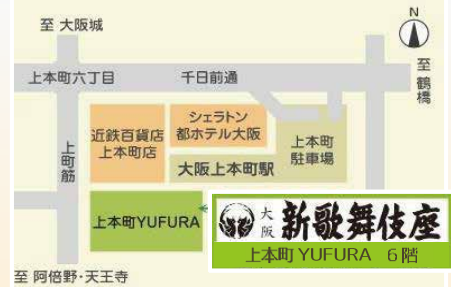 至 大阪城
N
上本町六丁目
千日前通
至
鶴
橋
上
町
筋
近鉄百貨店
上本町店
シェラトン
都ホテル大阪
上本町
駐車場
大阪上本町駅
上本町YUFURA
大阪 新歌舞伎座
上本町 YUFURA 6階
至 阿倍野・天王寺